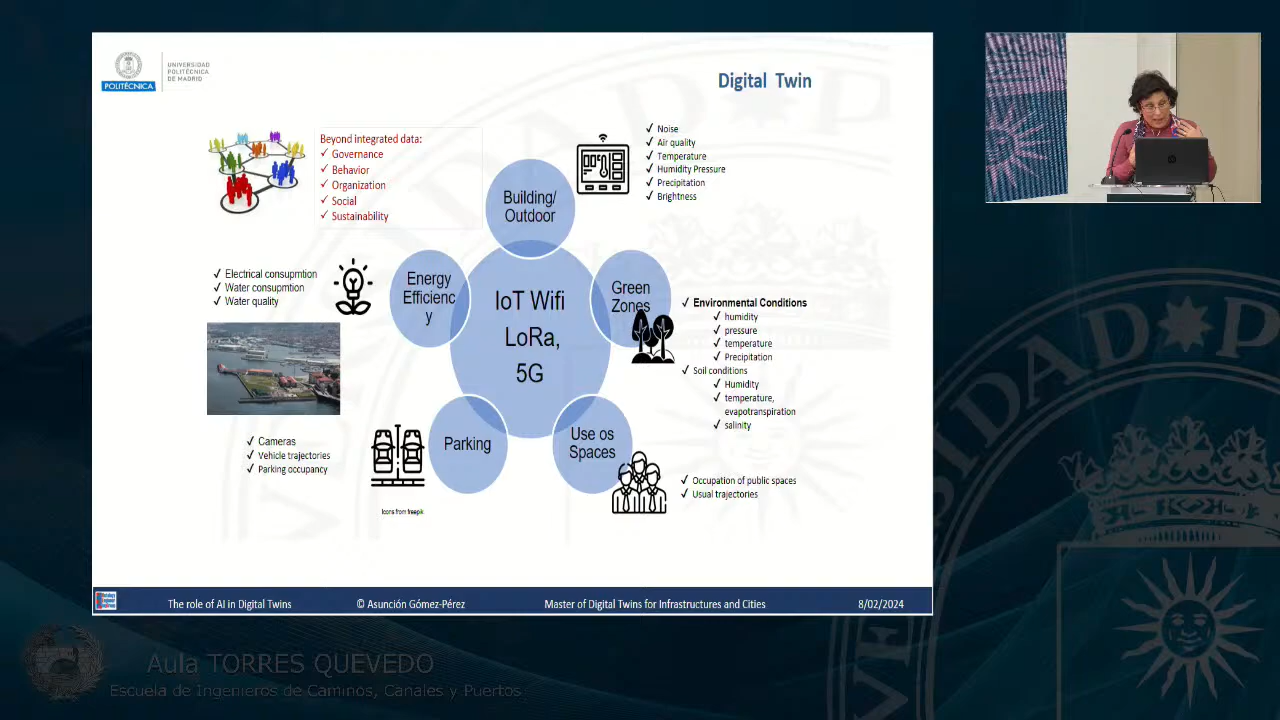 UNIVERSIDAD
POLITÉCNICA
DE MADRID
POLITÉCNICA
Digital Twin
Beyond integrated data:
✓ Governance
✓ Behavior
✓ Organization
✓ Social
✓ Sustainability
Building/
Outdoor
✓ Noise
✓ Air quality
✓ Temperature
✓ Humidity Pressure
✓ Precipitation
✓ Brightness
✓ Electrical consupmtion
✓ Water consupmtion
✓ Water quality
Energy
Efficienc
y
IoT Wifi
LoRa,
5G
Green
Zones
✓ Environmental Conditions
✓ humidity
✓ pressure
✓ temperature
✓ Precipitation
✓ Soil conditions
✓ Humidity
✓ temperature,
evapotranspiration
✓ salinity
✓ Cameras
✓ Vehicle trajectories
✓ Parking occupancy
Parking
Use os
Spaces
✓ Occupation of public spaces
✓ Usual trajectories
Icons from freepik
The role of AI in Digital Twins
© Asunción Gómez-Pérez
Master of Digital Twins for Infrastructures and Cities
8/02/2024
Aula TORRES QUEVEDO
Escuela de Ingenieros de Caminos, Canales y Puertos